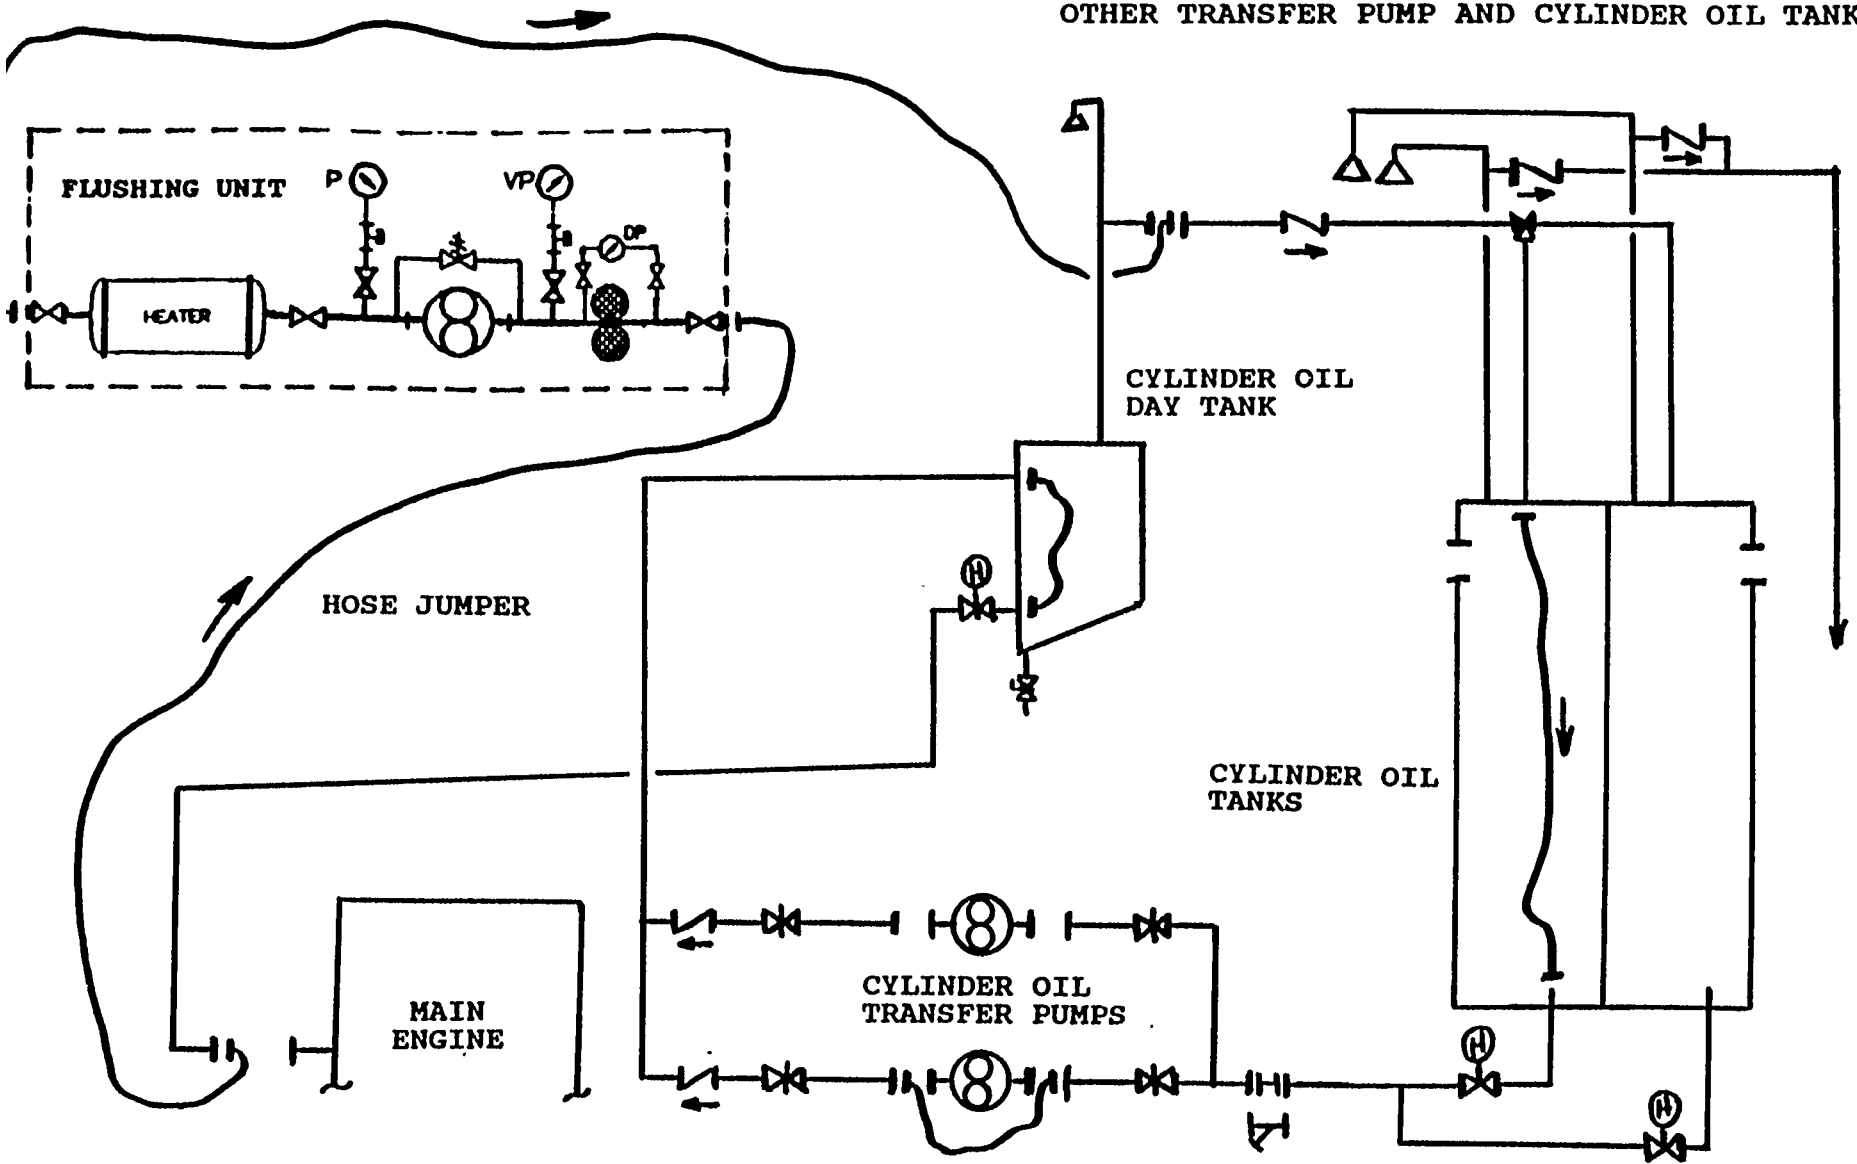 OTHER TRANSFER PUMP AND CYLINDER OIL TANK
FLUSHING UNIT
P
VP
DP
HEATER
CYLINDER OIL
DAY TANK
H
HOSE JUMPER
CYLINDER OIL
TANKS
CYLINDER OIL
TRANSFER PUMPS
MAIN
ENGINE
H
H